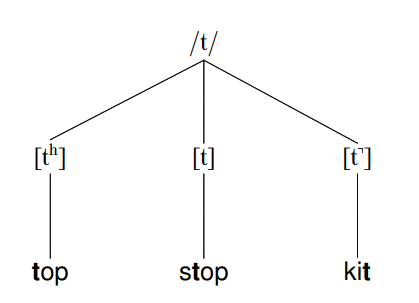 /t/
[tʰ] [t] [t̚]
top stop kit